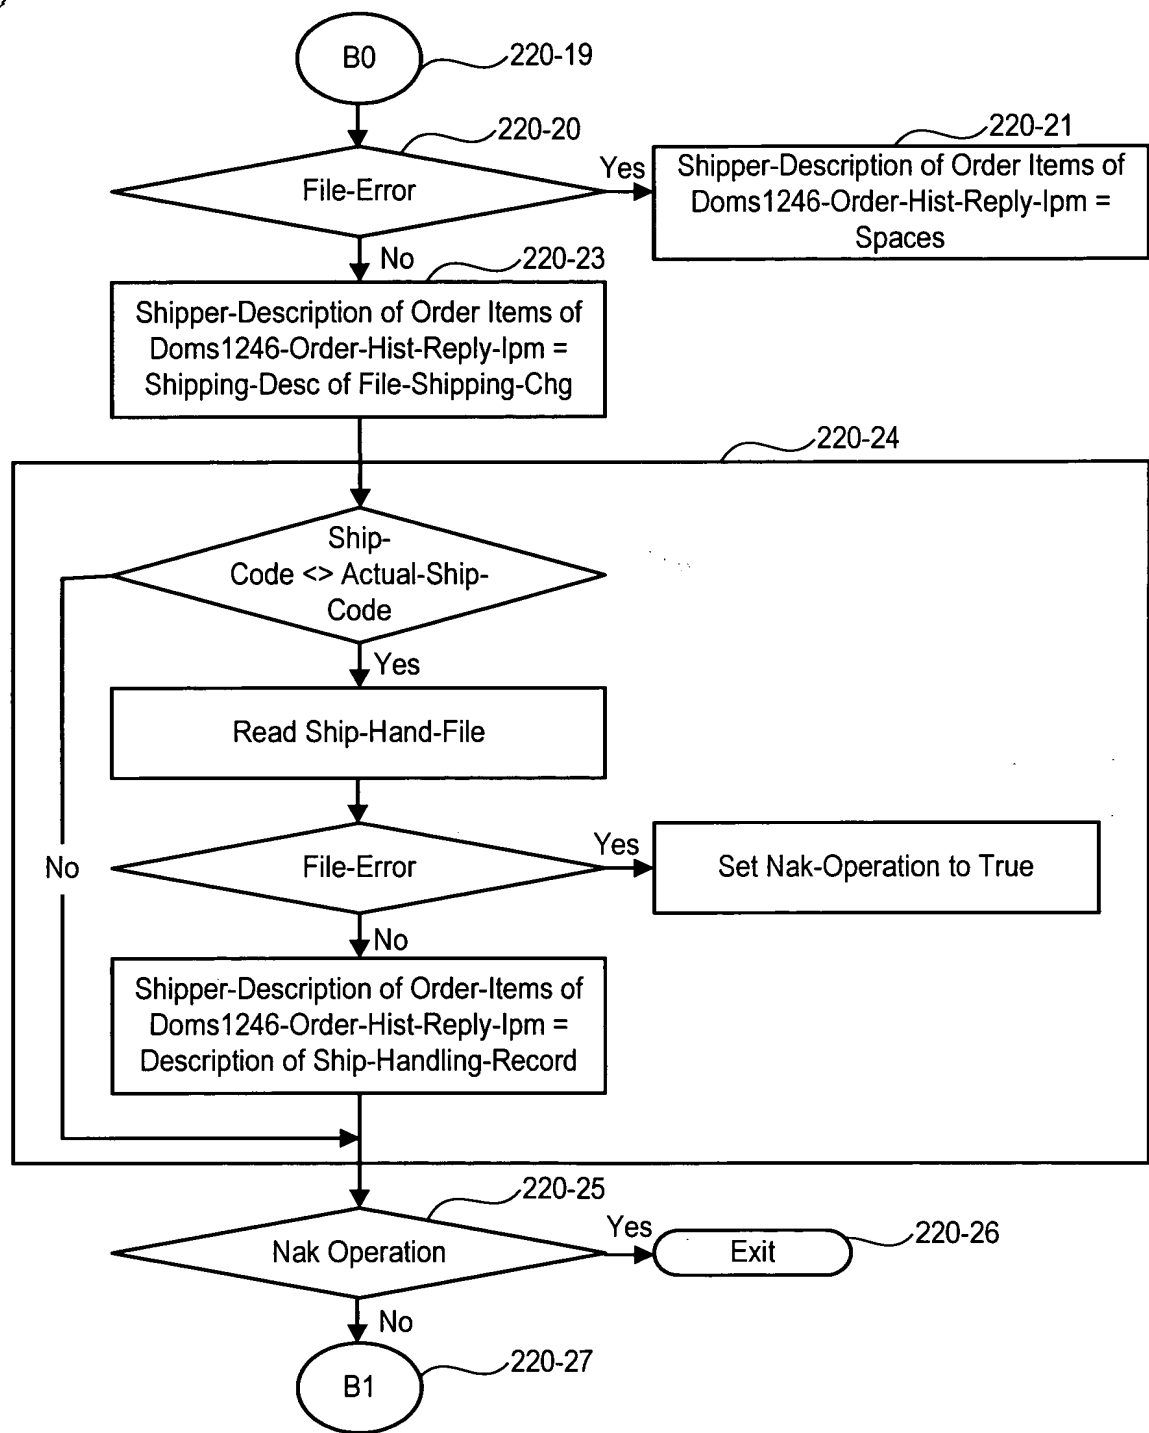 B0
220-19
220-20
File-Error
Yes
220-21
Shipper-Description of Order Items of
Doms1246-Order-Hist-Reply-Ipm =
Spaces
No
220-23
Shipper-Description of Order Items of
Doms1246-Order-Hist-Reply-Ipm =
Shipping-Desc of File-Shipping-Chg
220-24
Ship-
Code <> Actual-Ship-
Code
Yes
Read Ship-Hand-File
No
File-Error
Yes
Set Nak-Operation to True
No
Shipper-Description of Order-Items of
Doms1246-Order-Hist-Reply-Ipm =
Description of Ship-Handling-Record
220-25
Nak Operation
Yes
Exit
220-26
No
B1
220-27